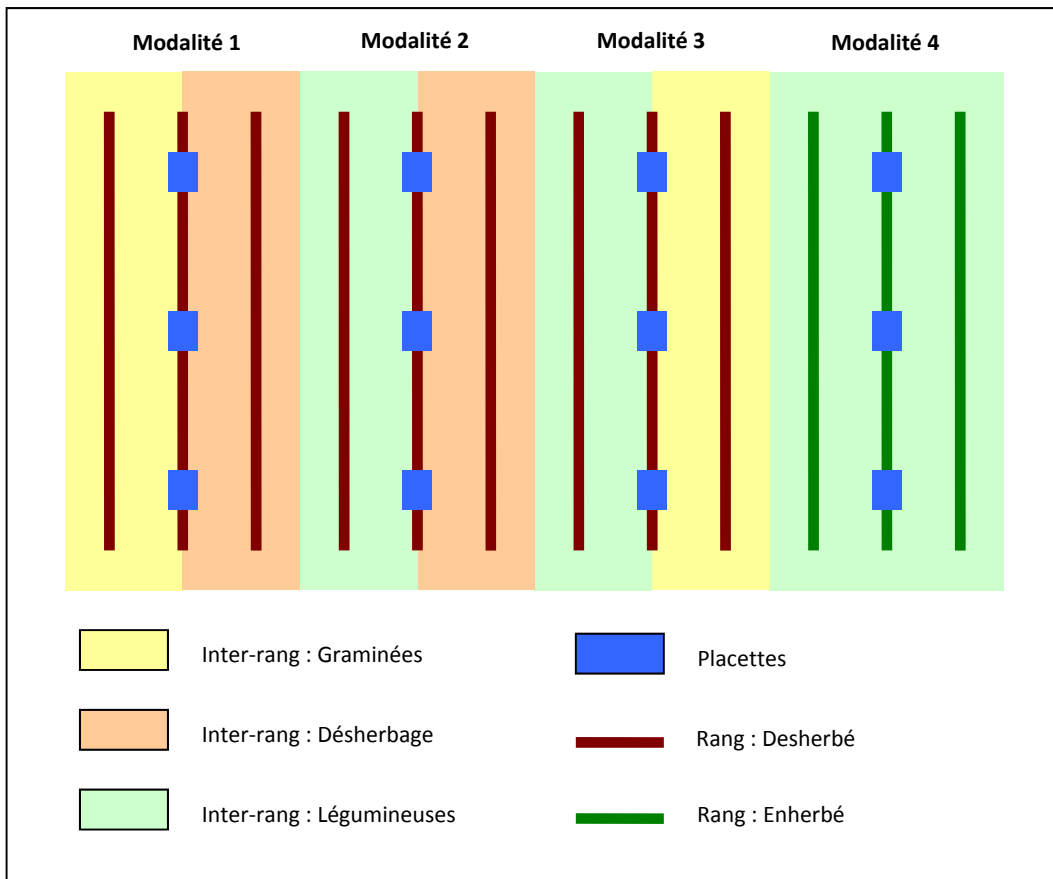 Modalité 1
Modalité 2
Modalité 3
Modalité 4
Inter-rang : Graminées
Placettes
Inter-rang : Désherbage
Rang : Desherbé
Inter-rang : Légumineuses
Rang : Enherbé